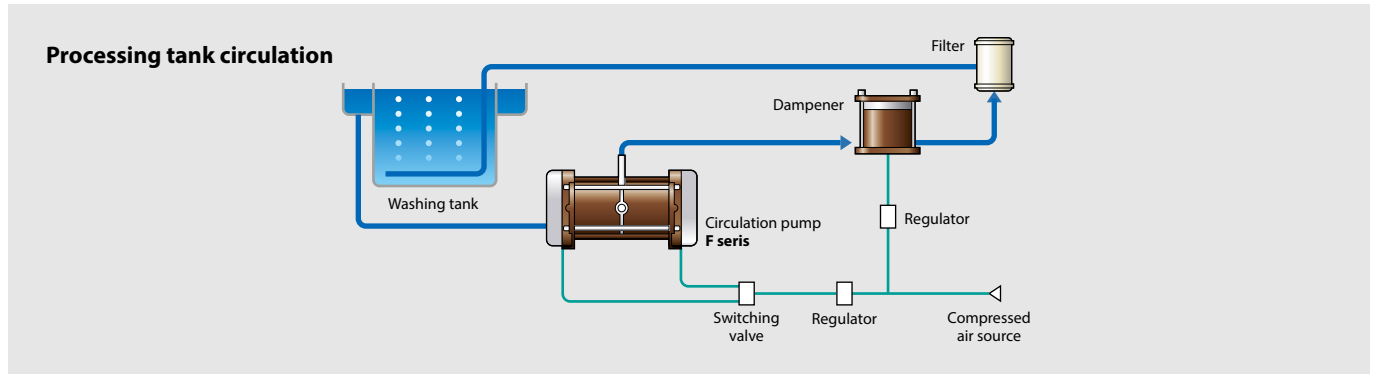 Processing tank circulation
Filter
Dampener
Washing tank
Circulation pump
F seris
Regulator
Switching
valve
Regulator
Compressed
air source